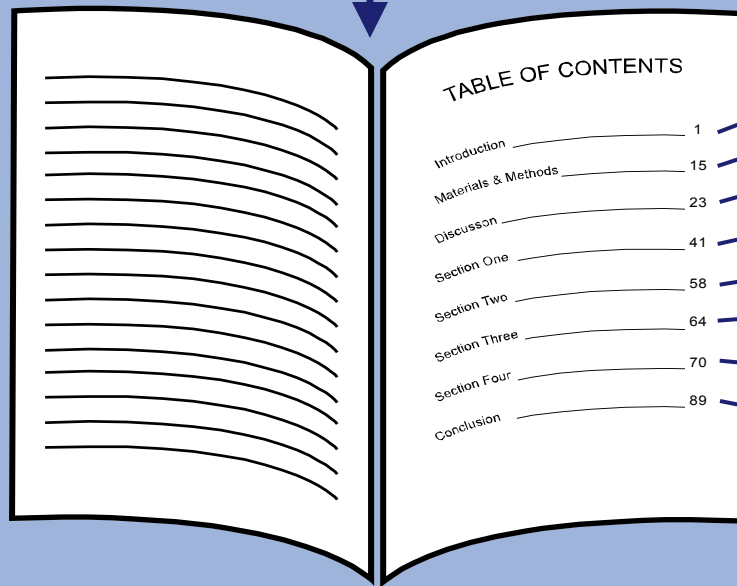 TABLE OF CONTENTS
Introduction 1
Materials & Methods 15
Discusson 23
Section One 41
Section Two 58
Section Three 64
Section Four 70
Conclusion 89